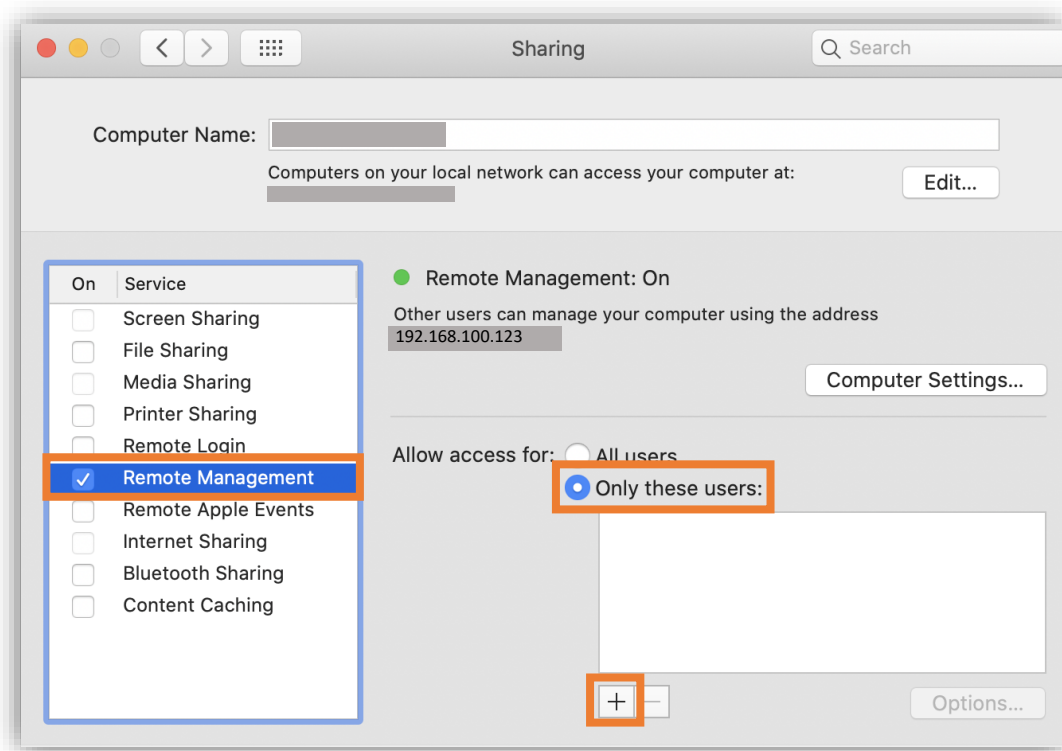 Sharing
Search
Computer Name:
Computers on your local network can access your computer at:
Edit...
On Service
Screen Sharing
File Sharing
Media Sharing
Printer Sharing
Remote Login
Remote Management
Remote Apple Events
Internet Sharing
Bluetooth Sharing
Content Caching
Remote Management: On
Other users can manage your computer using the address
192.168.100.123
Computer Settings...
Allow access for: All users
Only these users:
Options...